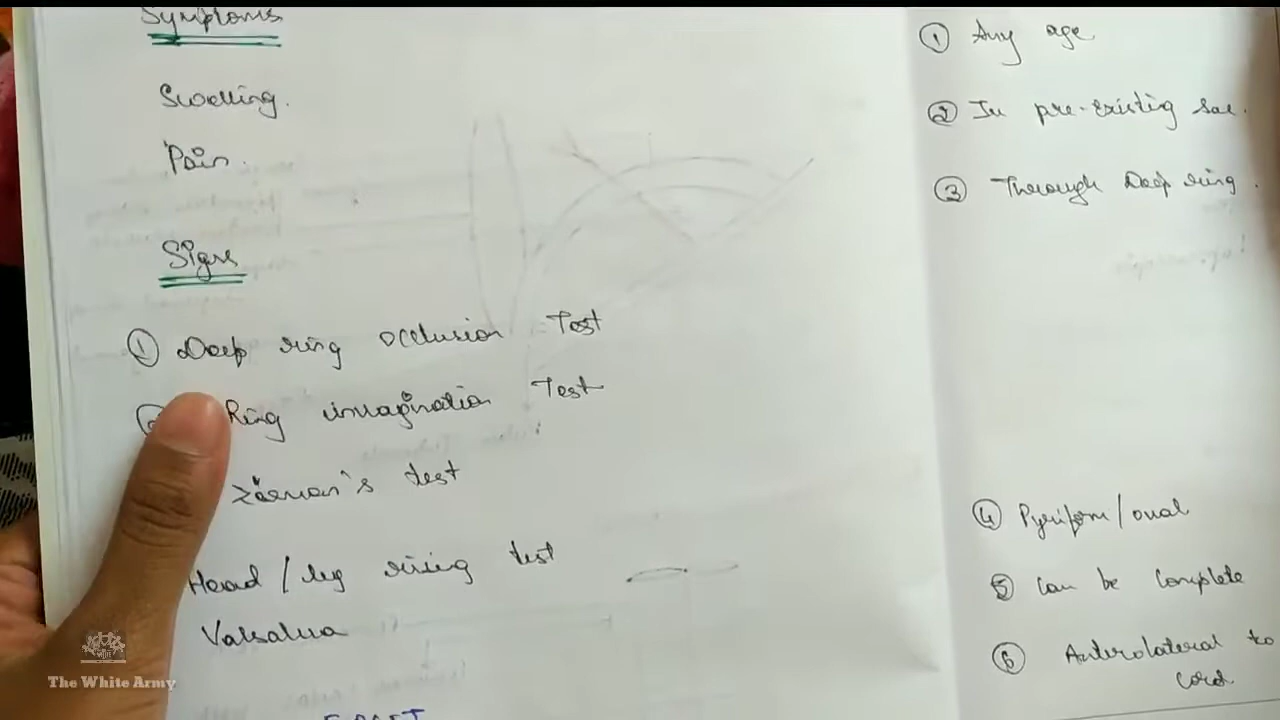 Symptoms
Swelling.
Pain.
Signs
① Deep ring occlusion Test
Ring invagination Test
Zieman's test
Head / leg rising test
Valsalva
① Any age
② In pre-existing sac.
③ Through Deep ring.
④ Pyriform / oval
⑤ Can be Complete
⑥ Anterolateral to
cord.
The White Army